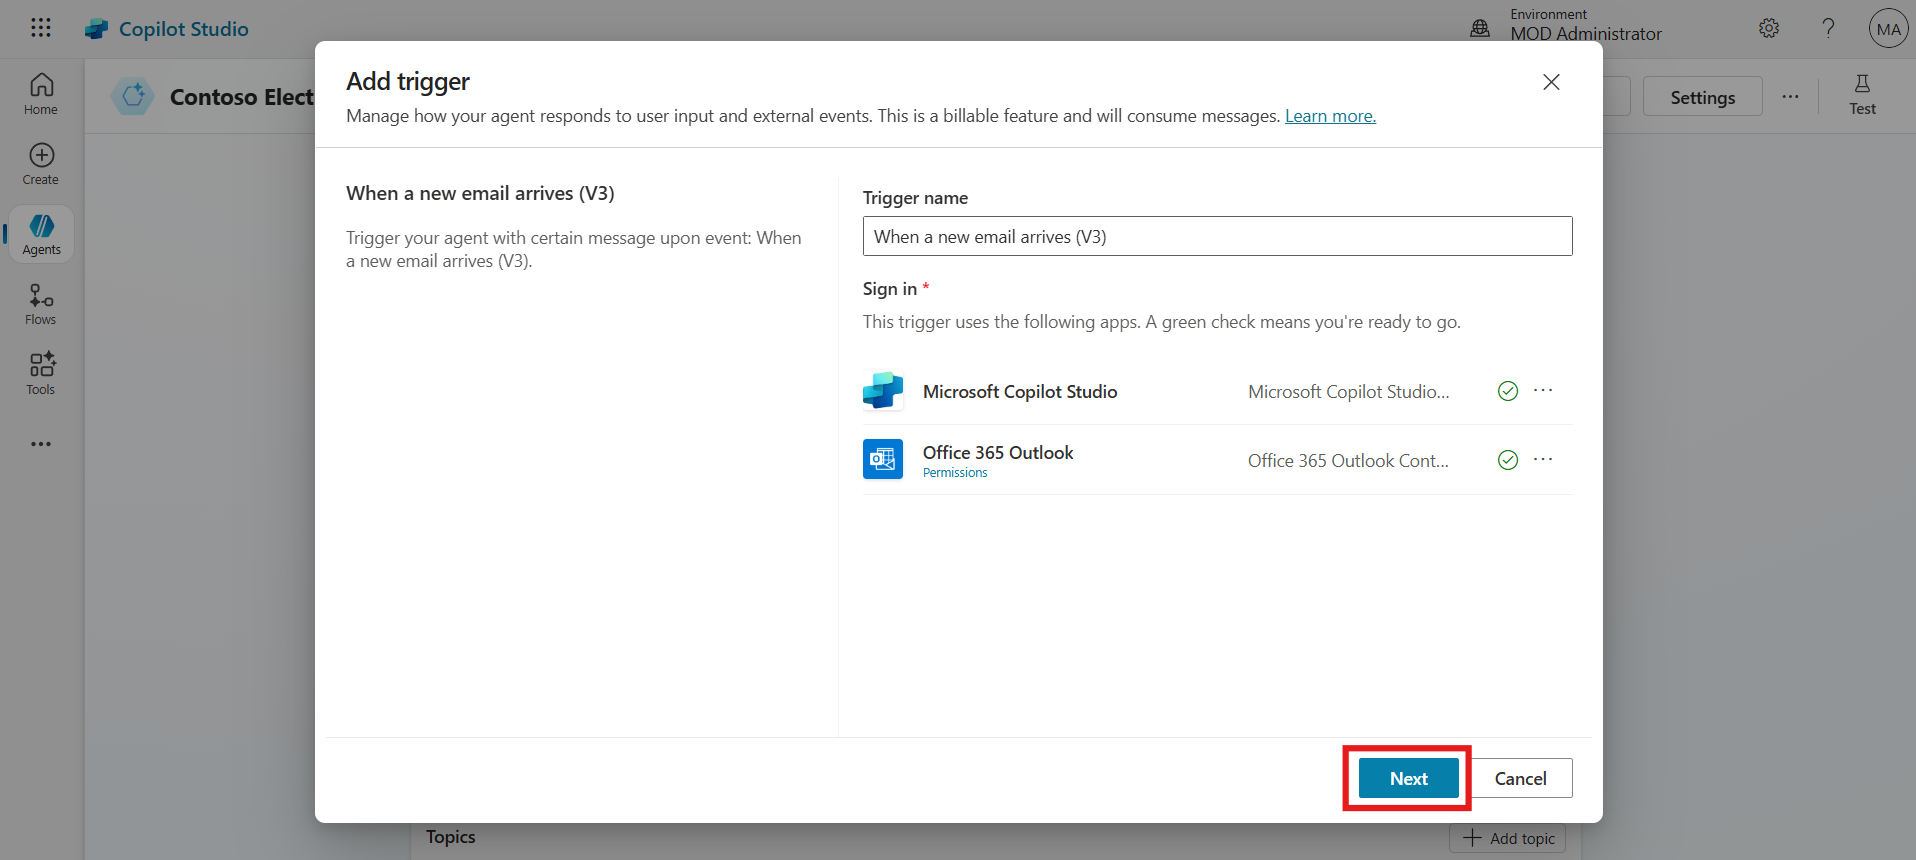 Copilot Studio
Environment
MOD Administrator
MA
Home
Create
Agents
Flows
Tools
Contoso Elect
Settings
Test
Add trigger
Manage how your agent responds to user input and external events. This is a billable feature and will consume messages. Learn more.
When a new email arrives (V3)
Trigger your agent with certain message upon event: When
a new email arrives (V3).
Trigger name
When a new email arrives (V3)
Sign in *
This trigger uses the following apps. A green check means you're ready to go.
Microsoft Copilot Studio
Microsoft Copilot Studio...
Office 365 Outlook
Permissions
Office 365 Outlook Cont...
Next
Cancel
Topics
Add topic